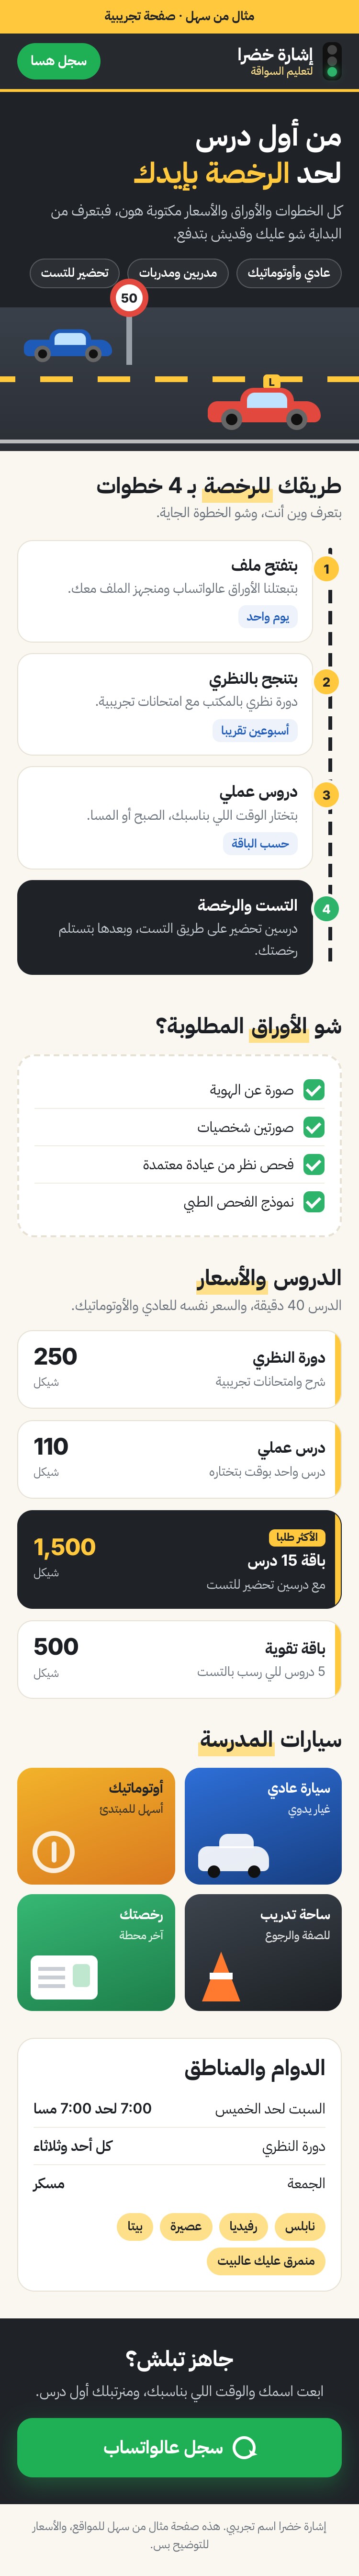 مثال من سهل · صفحة تجريبية
إشارة خضرا
لتعليم السواقة
سجل هسا
من أول درس
لحد الرخصة بإيدك
كل الخطوات والأوراق والأسعار مكتوبة هون، فبتعرف من
البداية شو عليك وقديش بتدفع.
عادي وأوتوماتيك
مدربين ومدربات
تحضير للتست
50
L
طريقك للرخصة بـ 4 خطوات
بتعرف وين أنت، وشو الخطوة الجاية.
1
بتفتح ملف
بتبعتلنا الأوراق عالواتساب ومنجهز الملف معك.
يوم واحد
2
بتنجح بالنظري
دورة نظري بالمكتب مع امتحانات تجريبية.
أسبوعين تقريبا
3
دروس عملي
بتختار الوقت اللي بناسبك، الصبح أو المسا.
حسب الباقة
4
التست والرخصة
درسين تحضير على طريق التست، وبعدها بتستلم
رخصتك.
شو الأوراق المطلوبة؟
صورة عن الهوية
صورتين شخصيات
فحص نظر من عيادة معتمدة
نموذج الفحص الطبي
الدروس والأسعار
الدرس 40 دقيقة، والسعر نفسه للعادي والأوتوماتيك.
دورة النظري
شرح وامتحانات تجريبية
250
شيكل
درس عملي
درس واحد بوقت بتختاره
110
شيكل
الأكثر طلبا
باقة 15 درس
مع درسين تحضير للتست
1,500
شيكل
باقة تقوية
5 دروس للي رسب بالتست
500
شيكل
سيارات المدرسة
سيارة عادي
غيار يدوي
أوتوماتيك
أسهل للمبتدئ
ساحة تدريب
للصفة والرجوع
رخصتك
آخر محطة
الدوام والمناطق
السبت لحد الخميس
7:00 لحد 7:00 مسا
دورة النظري
كل أحد وثلاثاء
الجمعة
مسكر
نابلس
رفيديا
عصيرة
بيتا
منمرق عليك عالبيت
جاهز تبلش؟
ابعت اسمك والوقت اللي بناسبك، ومنرتبلك أول درس.
سجل عالواتساب
إشارة خضرا اسم تجريبي. هذه صفحة مثال من سهل للمواقع، والأسعار
للتوضيح بس.